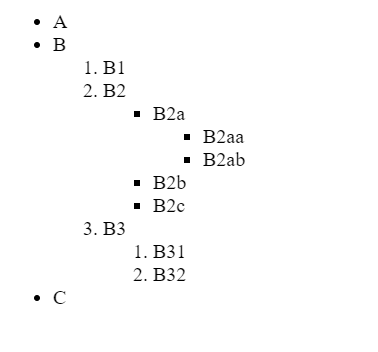 • A
• B
1. B1
2. B2
▪ B2a
▪ B2aa
▪ B2ab
▪ B2b
▪ B2c
3. B3
1. B31
2. B32
• C